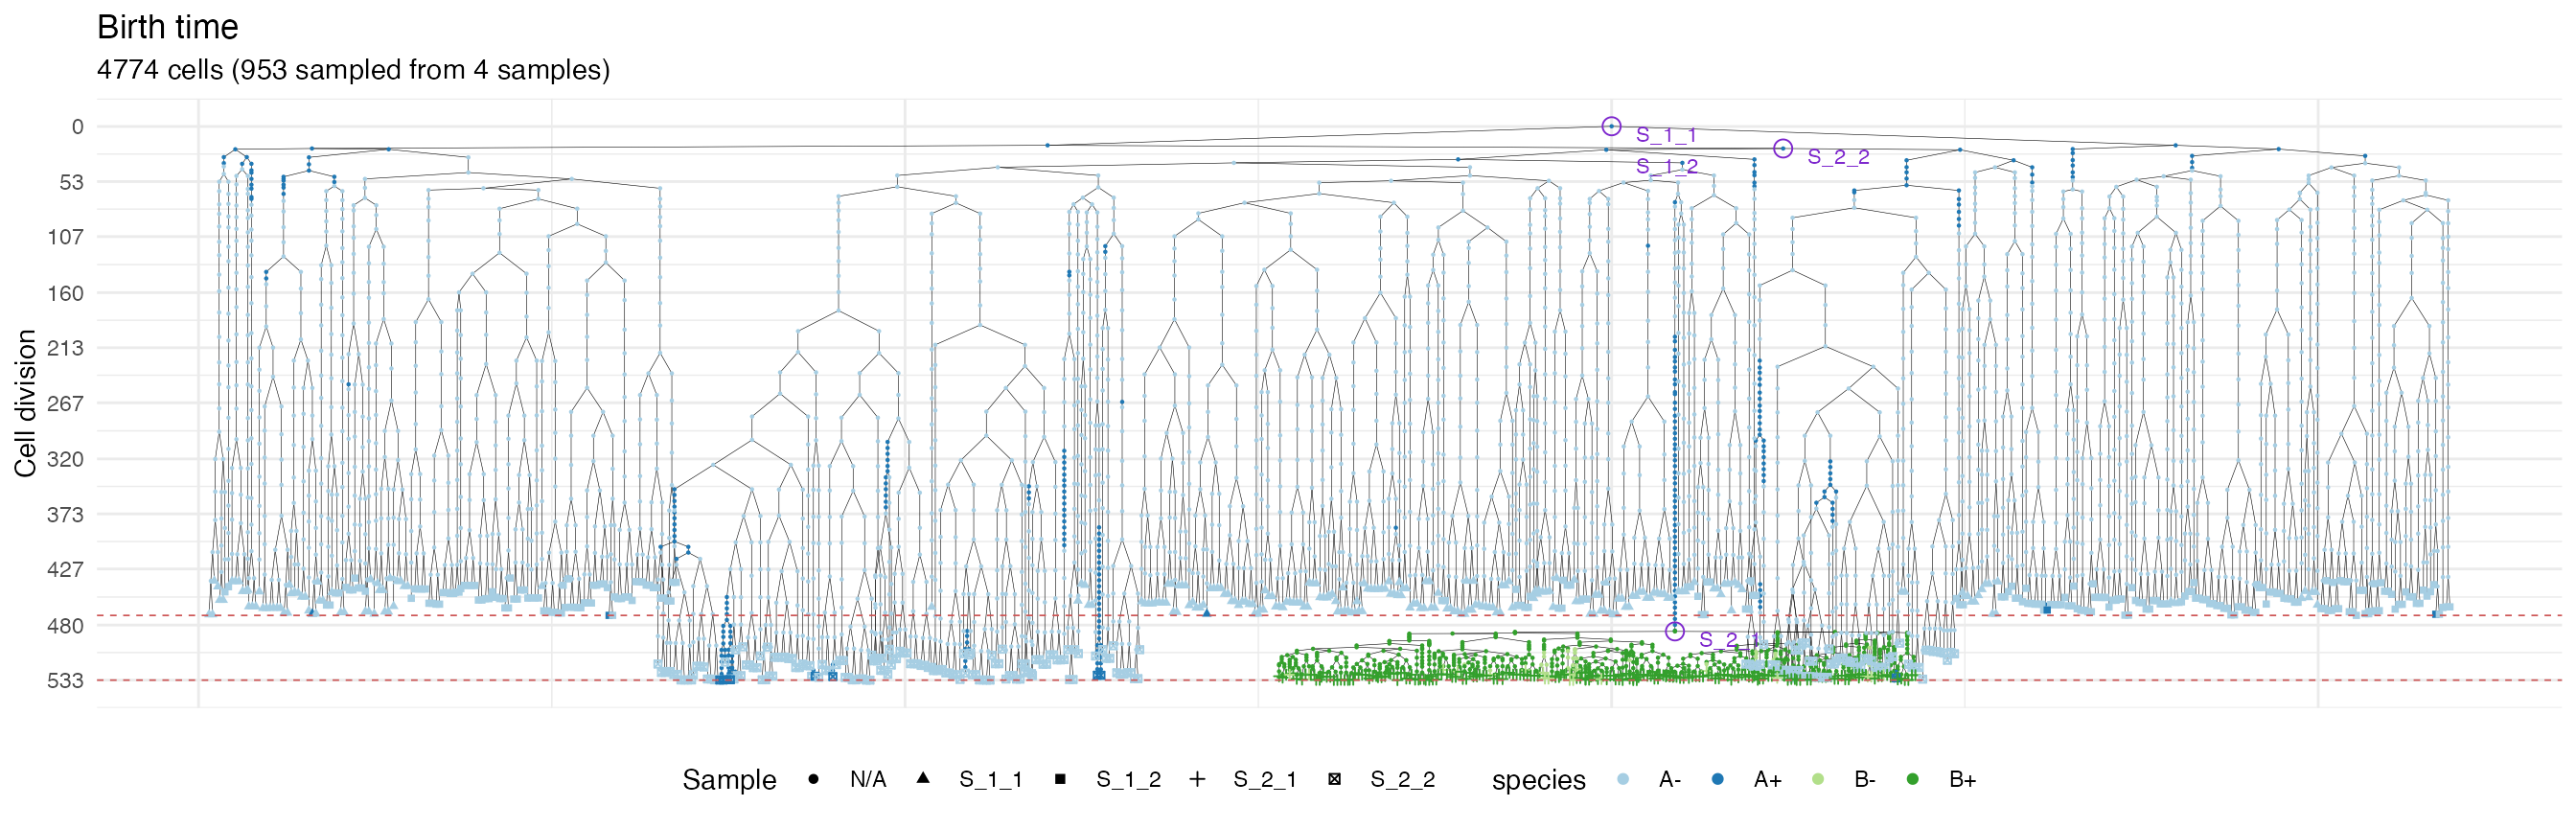 Birth time
4774 cells (953 sampled from 4 samples)
Cell division
0
53
107
160
213
267
320
373
427
480
533
S_1_1
S_2_2
S_1_2
S_2_1
Sample N/A S_1_1 S_1_2 S_2_1 S_2_2 species A- A+ B- B+